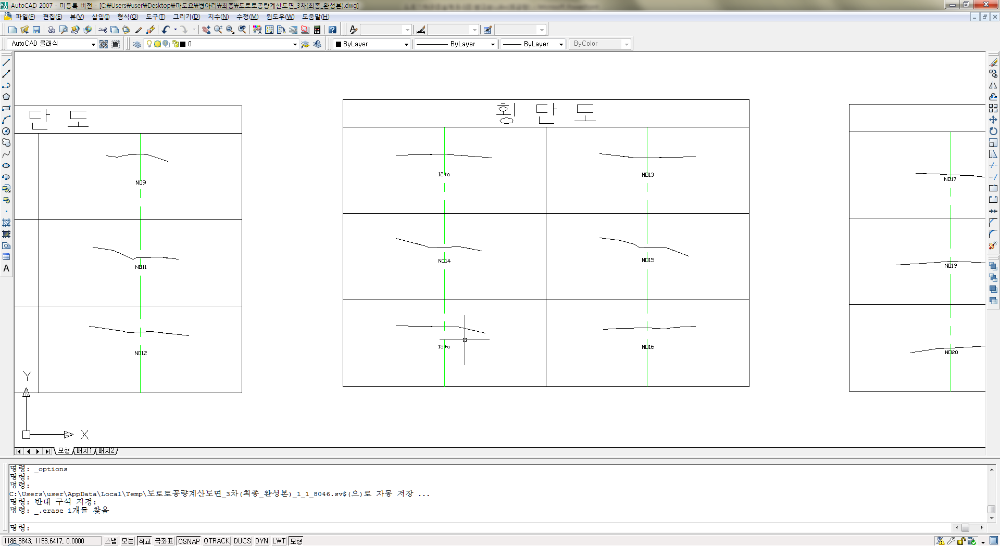 AutoCAD 2007 - 미등록 버전 - [C:₩Users₩user₩Desktop₩마도요₩병아리₩최종₩도로토공량계산도면_3차(최종_완성본).dwg]
파일(F) 편집(E) 뷰(V) 삽입(I) 형식(O) 도구(T) 그리기(D) 치수(N) 수정(M) 윈도우(W) 도움말(H)
AutoCAD 클래식 0 ByLayer ByLayer ByLayer ByColor
단 도
횡 단 도
NO9
12+a
NO13
NO17
NO11
NO14
NO15
NO19
NO12
15+a
NO16
NO20
Y
X
모형 배치1 배치2
명령: _options
명령:
명령:
C:\Users\user\AppData\Local\Temp\도로토공량계산도면_3차(최종_완성본)_1_1_8046.sv$(으)로 자동 저장 ...
명령: 반대 구석 지정:
명령: _.erase 1개를 찾음
명령:
1186,3843, 1153,6417, 0,0000 스냅 모눈 직교 극좌표 OSNAP OTRACK DUCS DYN LWT 모형
A